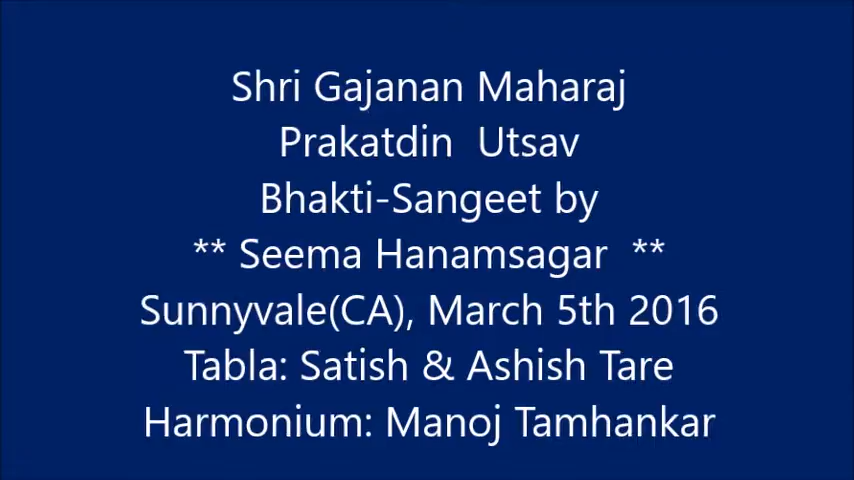 Shri Gajanan Maharaj
Prakatdin  Utsav
Bhakti-Sangeet by
** Seema Hanamsagar  **
Sunnyvale(CA), March 5th 2016
Tabla: Satish & Ashish Tare
Harmonium: Manoj Tamhankar